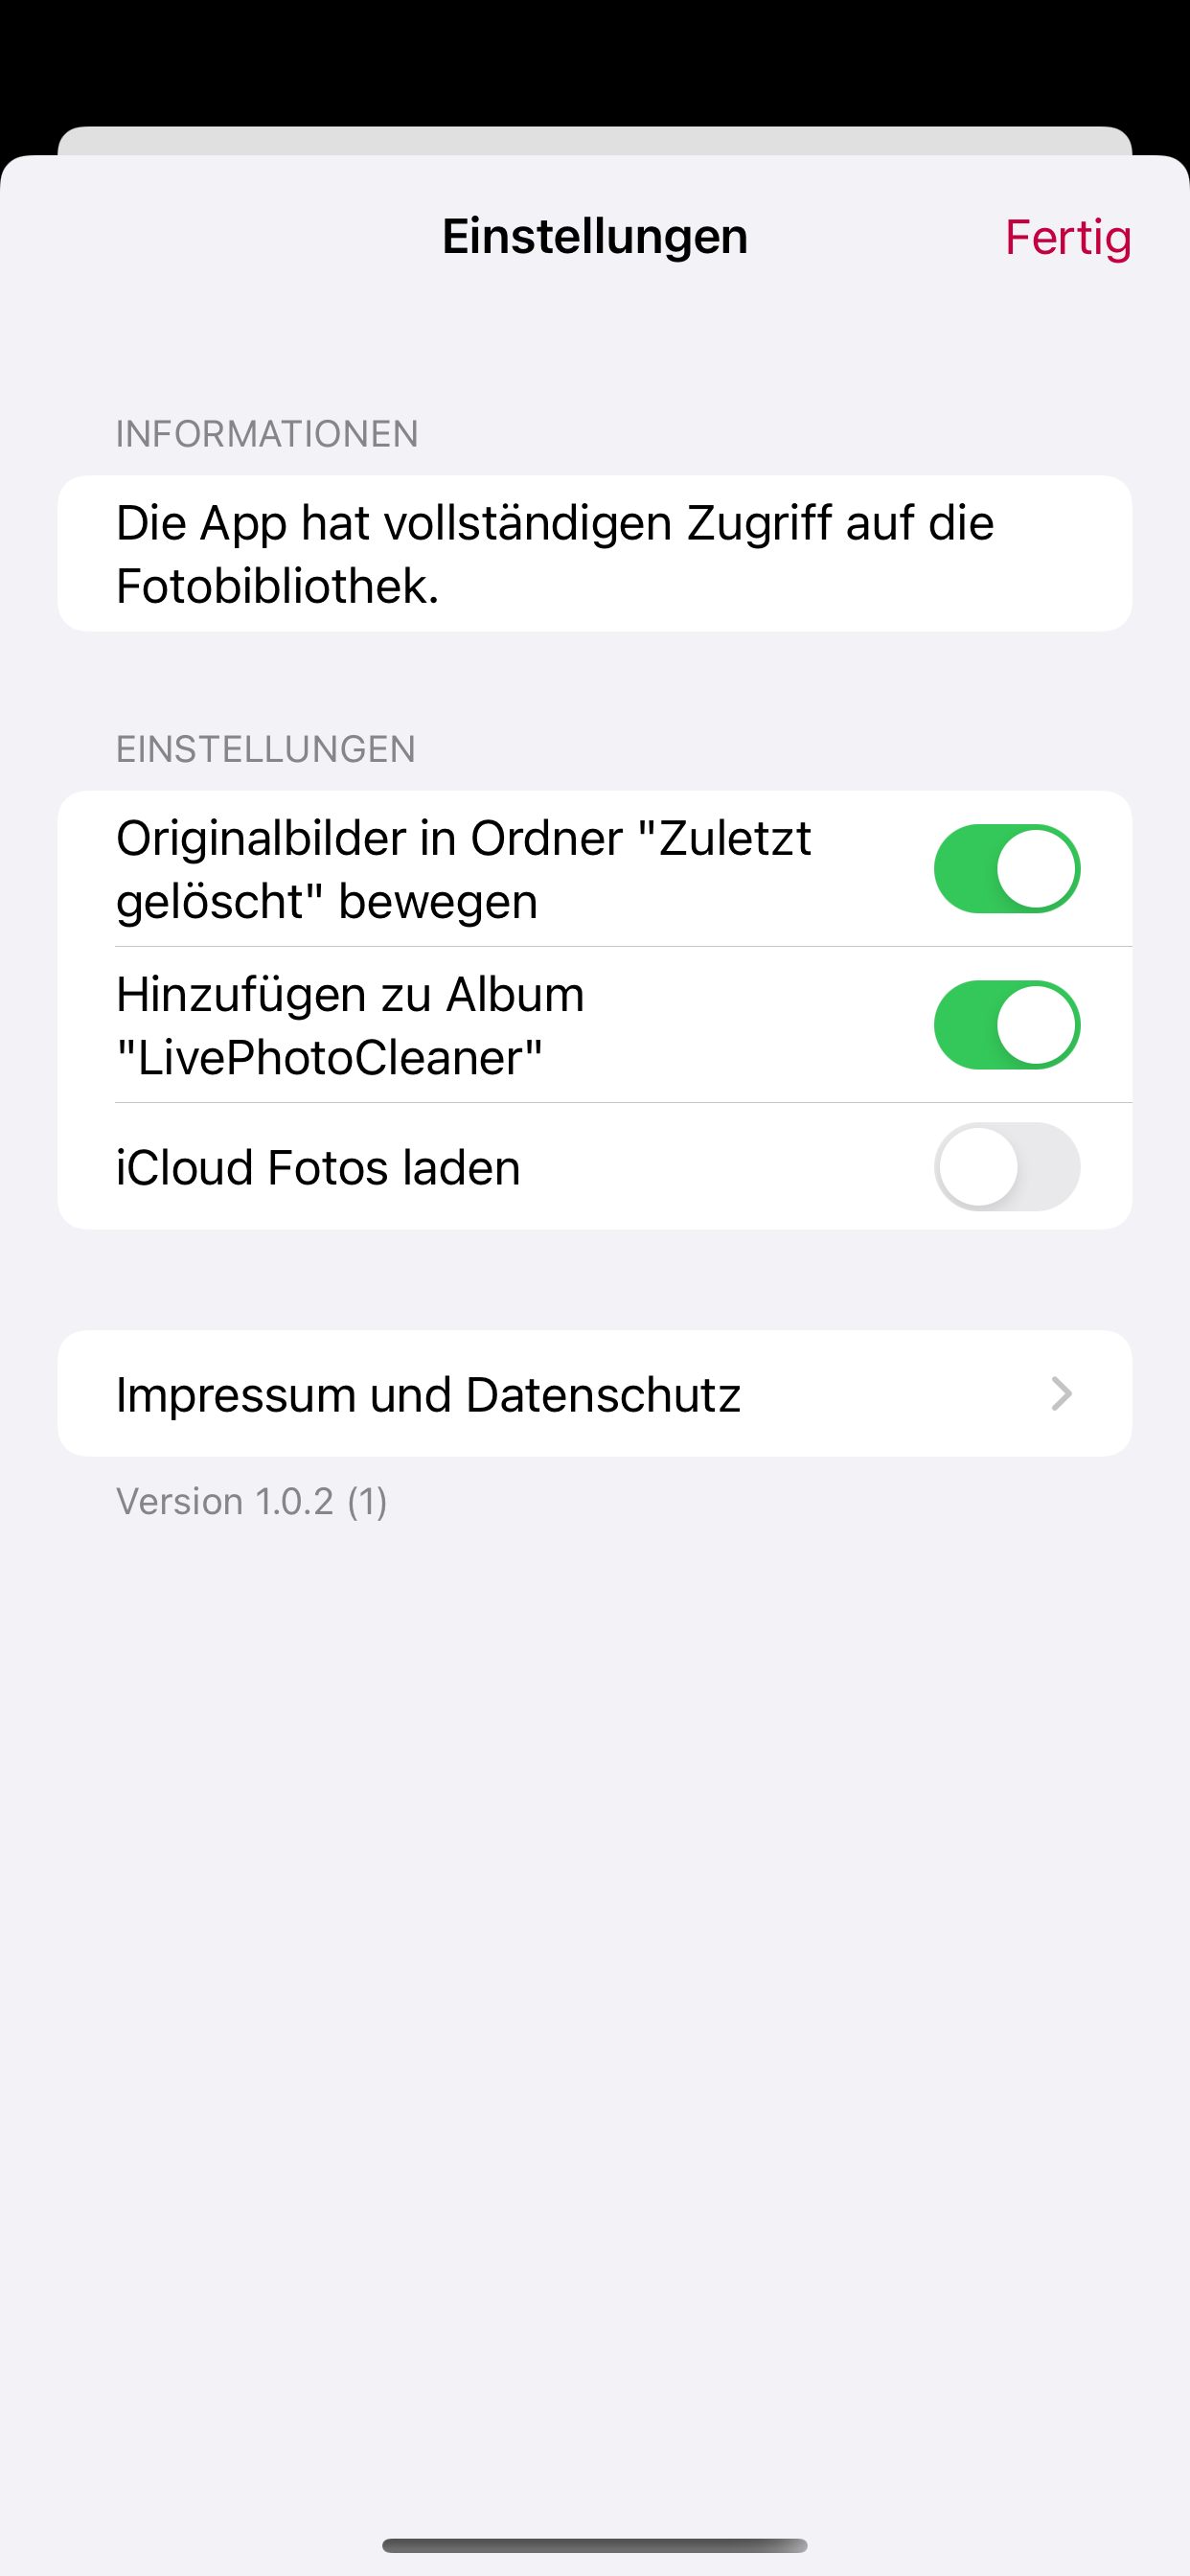 Einstellungen
Fertig
INFORMATIONEN
Die App hat vollständigen Zugriff auf die
Fotobibliothek.
EINSTELLUNGEN
Originalbilder in Ordner "Zuletzt
gelöscht" bewegen
Hinzufügen zu Album
"LivePhotoCleaner"
iCloud Fotos laden
Impressum und Datenschutz
Version 1.0.2 (1)